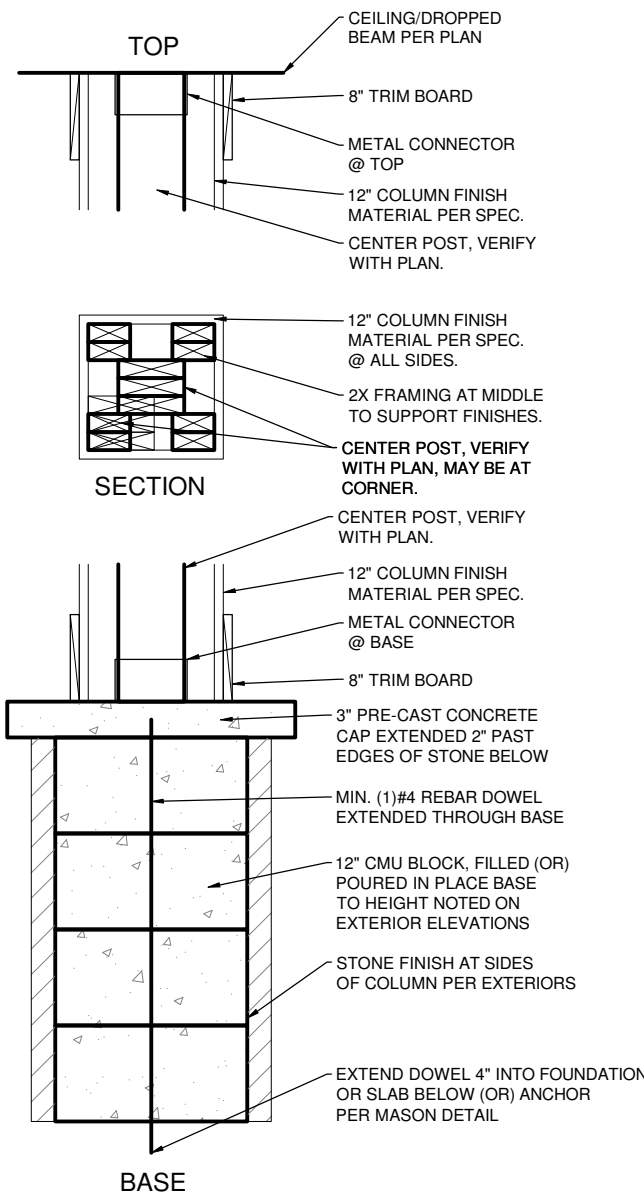 CEILING/DROPPED
BEAM PER PLAN
TOP
8" TRIM BOARD
METAL CONNECTOR
@ TOP
12" COLUMN FINISH
MATERIAL PER SPEC.
CENTER POST, VERIFY
WITH PLAN.
12" COLUMN FINISH
MATERIAL PER SPEC.
@ ALL SIDES.
2X FRAMING AT MIDDLE
TO SUPPORT FINISHES.
CENTER POST, VERIFY
WITH PLAN, MAY BE AT
CORNER.
SECTION
CENTER POST, VERIFY
WITH PLAN.
12" COLUMN FINISH
MATERIAL PER SPEC.
METAL CONNECTOR
@ BASE
8" TRIM BOARD
3" PRE-CAST CONCRETE
CAP EXTENDED 2" PAST
EDGES OF STONE BELOW
MIN. (1)#4 REBAR DOWEL
EXTENDED THROUGH BASE
12" CMU BLOCK, FILLED (OR)
POURED IN PLACE BASE
TO HEIGHT NOTED ON
EXTERIOR ELEVATIONS
STONE FINISH AT SIDES
OF COLUMN PER EXTERIORS
EXTEND DOWEL 4" INTO FOUNDATION
OR SLAB BELOW (OR) ANCHOR
PER MASON DETAIL
BASE